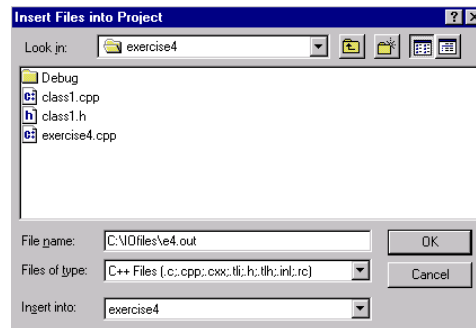 Insert Files into Project
Look in: exercise4
Debug
class1.cpp
class1.h
exercise4.cpp
File name: C:\IOfiles\e4.out OK
Files of type: C++ Files (.c;.cpp;.cxx;.tli;.h;.tlh;.inl;.rc) Cancel
Insert into: exercise4